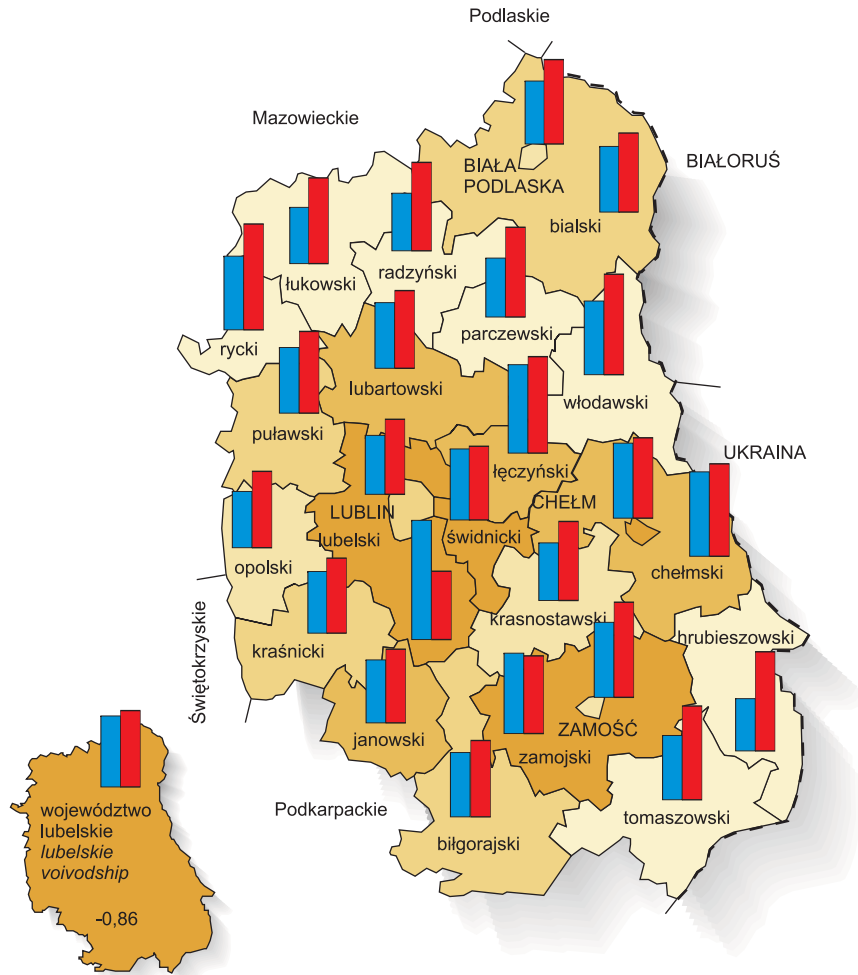 Podlaskie
Mazowieckie
BIAŁORUŚ
BIAŁA
PODLASKA
bialski
radzyński
łukowski
parczewski
rycki
lubartowski
włodawski
puławski
UKRAINA
łęczyński
CHEŁM
LUBLIN
lubelski
świdnicki
opolski
chełmski
krasnostawski
hrubieszowski
Świętokrzyskie
kraśnicki
ZAMOŚĆ
janowski
zamojski
Podkarpackie
tomaszowski
biłgorajski
województwo
lubelskie
lubelskie
voivodship
-0,86